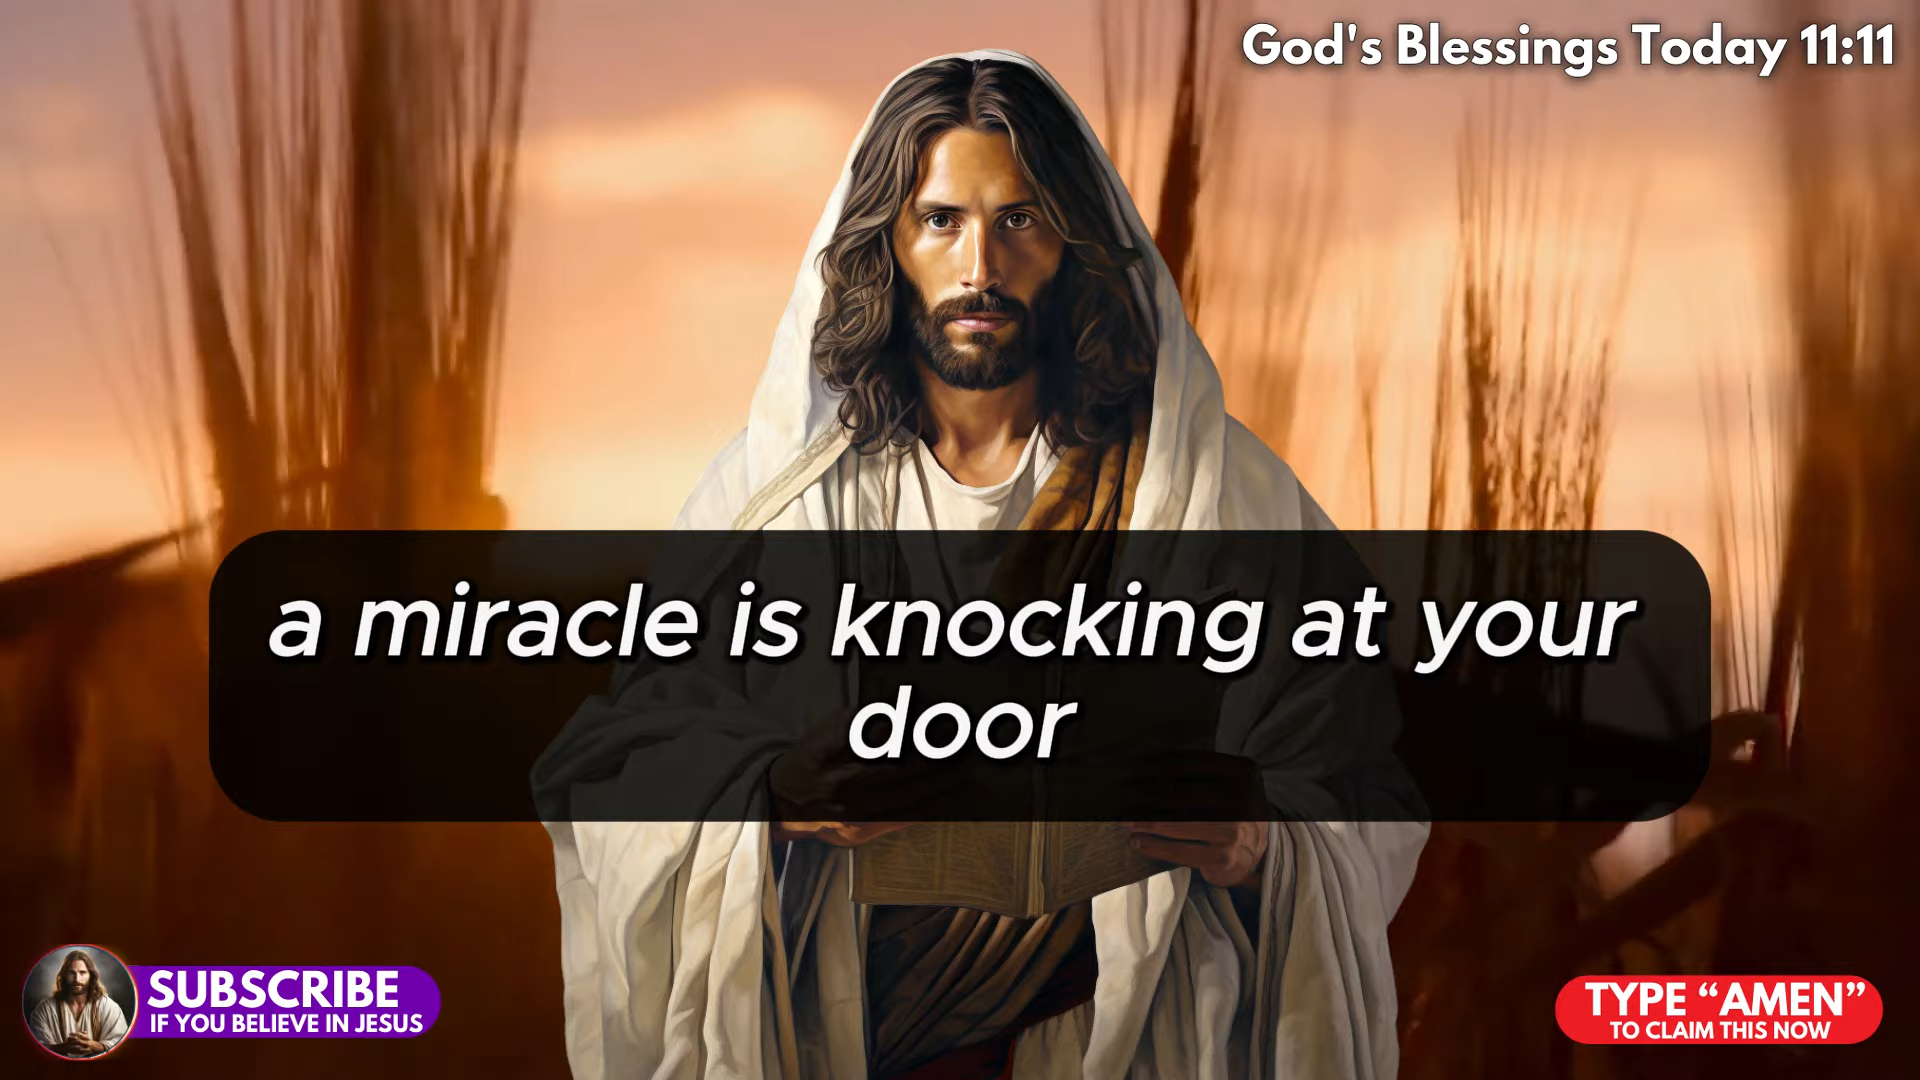 God's Blessings Today 11:11
a miracle is knocking at your
door
SUBSCRIBE
IF YOU BELIEVE IN JESUS
TYPE “AMEN”
TO CLAIM THIS NOW